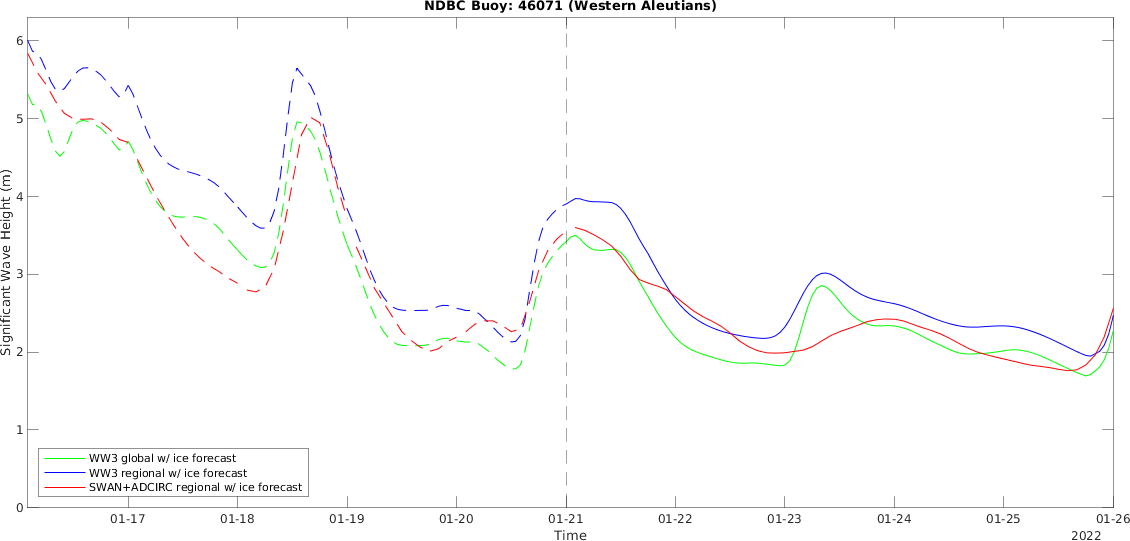 NDBC Buoy: 46071 (Western Aleutians)
6
5
4
3
2
1
0
Significant Wave Height (m)
WW3 global w/ ice forecast
WW3 regional w/ ice forecast
SWAN+ADCIRC regional w/ ice forecast
01-17 01-18 01-19 01-20 01-21 01-22 01-23 01-24 01-25 01-26
Time
2022